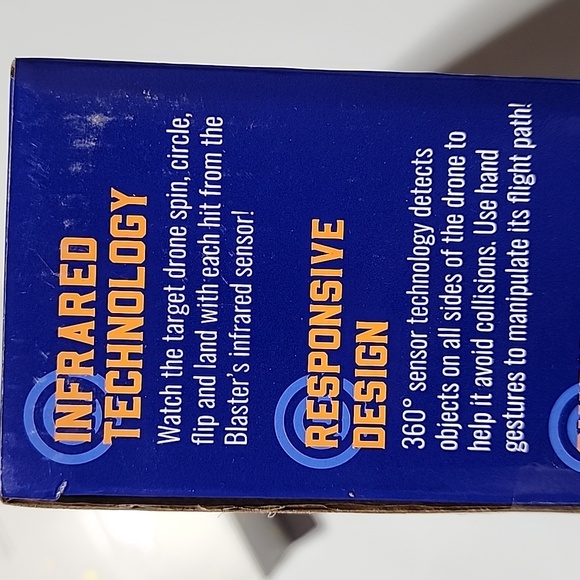 INFRARED
TECHNOLOGY
Watch the target drone spin, circle,
flip and land with each hit from the
Blaster's infrared sensor!
RESPONSIVE
DESIGN
360° sensor technology detects
objects on all sides of the drone to
help it avoid collisions. Use hand
gestures to manipulate its flight path!